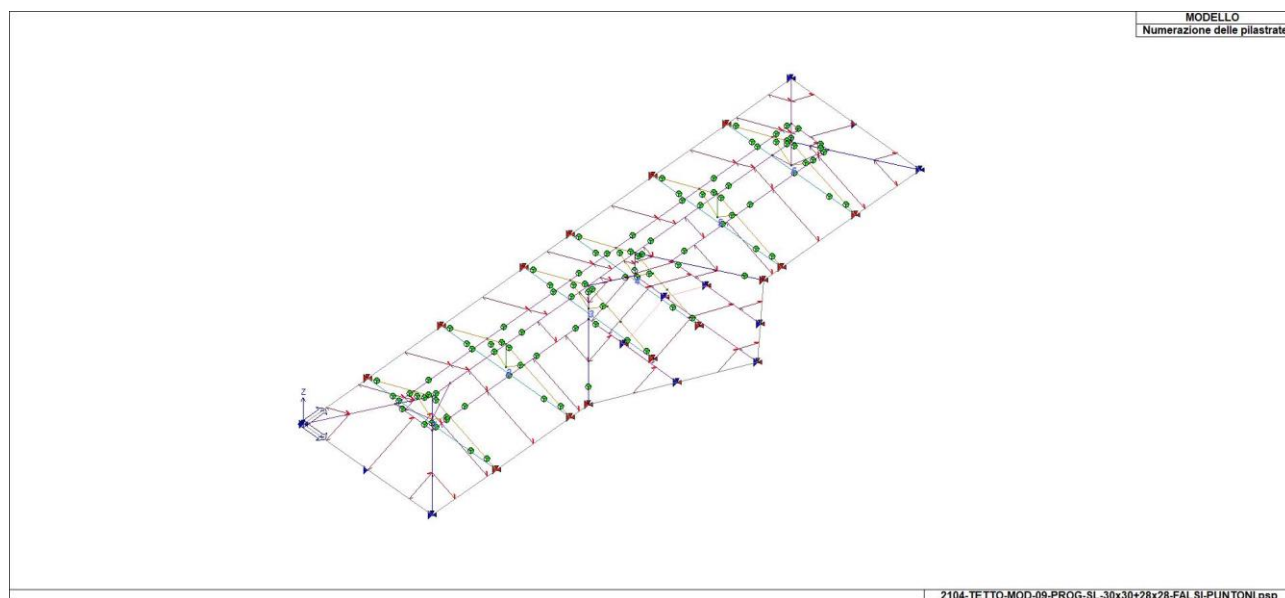 MODELLO
Numerazione delle pilastrate
Z
2104-TETTO-MOD-09-PROG-SL-30x30+28x28-FALSI-PUNTONI.psp